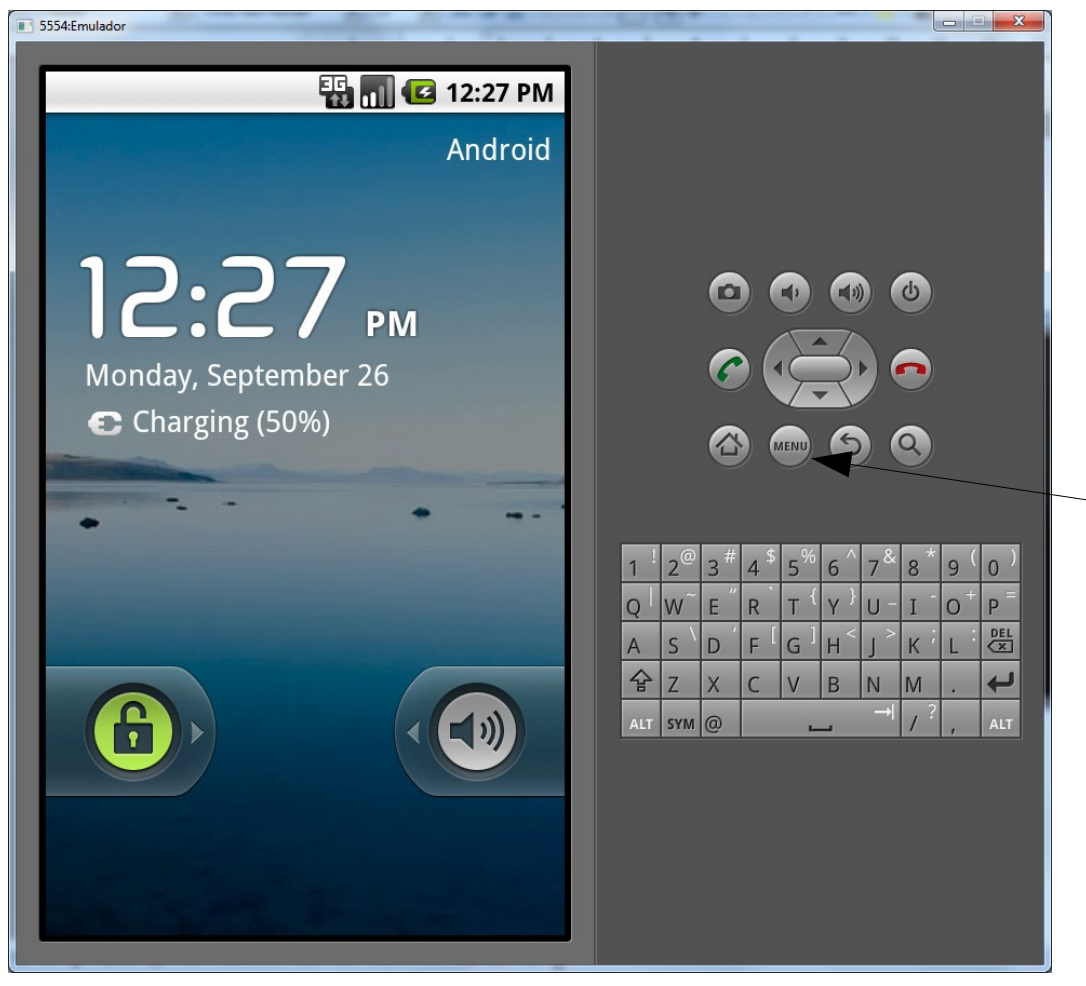 5554:Emulador
3G 12:27 PM
Android
12:27 PM
Monday, September 26
Charging (50%)
MENU
1 ! 2 @ 3 # 4 $ 5 % 6 ^ 7 & 8 * 9 ( 0 )
Q | W ~ E “ R ` T { Y } U _ I - O + P =
A S \ D ‘ F [ G ] H < J > K ; L : DEL
Z X C V B N M .
ALT SYM @ / ? , ALT